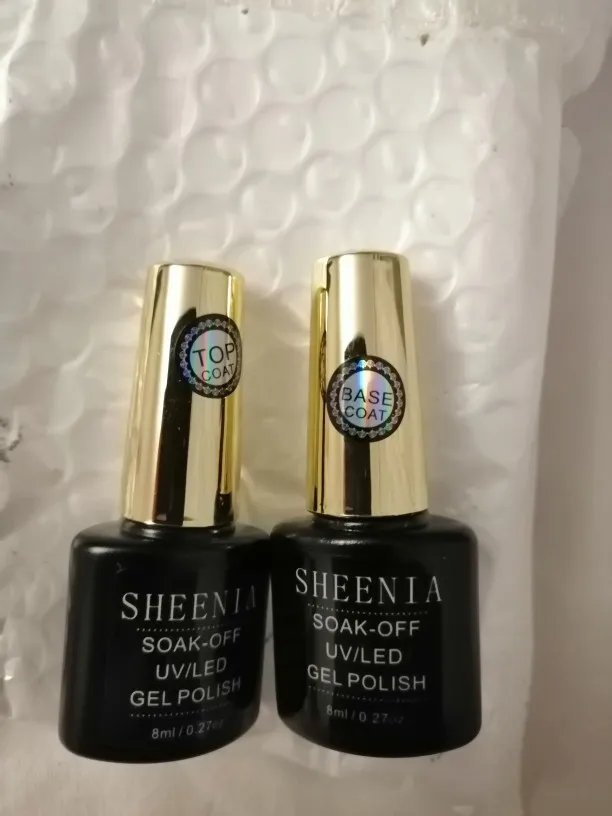 TOP
COAT
SHEENIA
SOAK-OFF
UV/LED
GEL POLISH
8ml / 0.27oz
BASE
COAT
SHEENIA
SOAK-OFF
UV/LED
GEL POLISH
8ml / 0.27oz